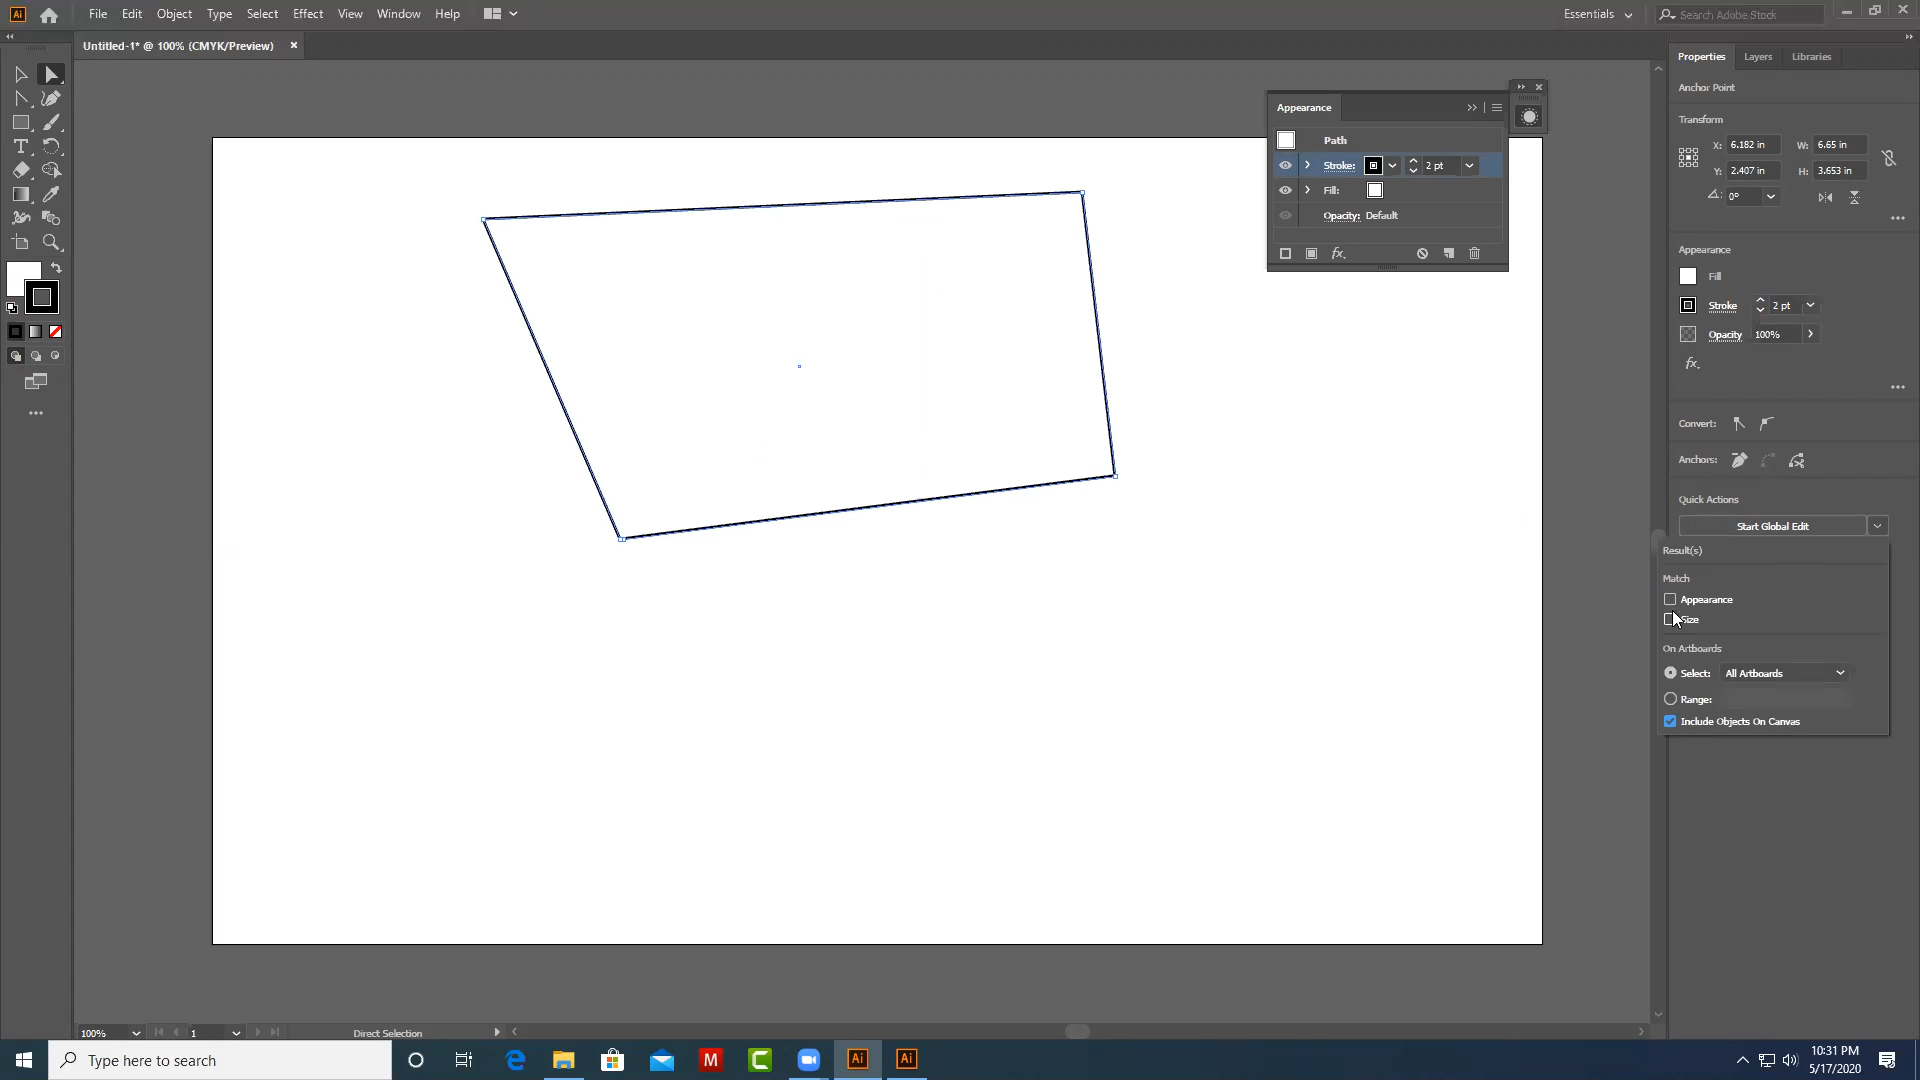 Ai File Edit Object Type Select Effect View Window Help Essentials Search Adobe Stock
Untitled-1* @ 100% (CMYK/Preview) ×
Properties Layers Libraries
Anchor Point
Transform
X: 6.182 in W: 6.65 in
Y: 2.407 in H: 3.653 in
0°
Appearance
Fill
Stroke 2 pt
Opacity 100%
fx.
Convert:
Anchors:
Quick Actions
Start Global Edit
Result(s)
Match
Appearance
Size
On Artboards
Select: All Artboards
Range:
Include Objects On Canvas
Appearance
Path
Stroke: 2 pt
Fill:
Opacity: Default
fx.
T
100% 1 Direct Selection
Type here to search
M C Ai Ai
10:31 PM
5/17/2020